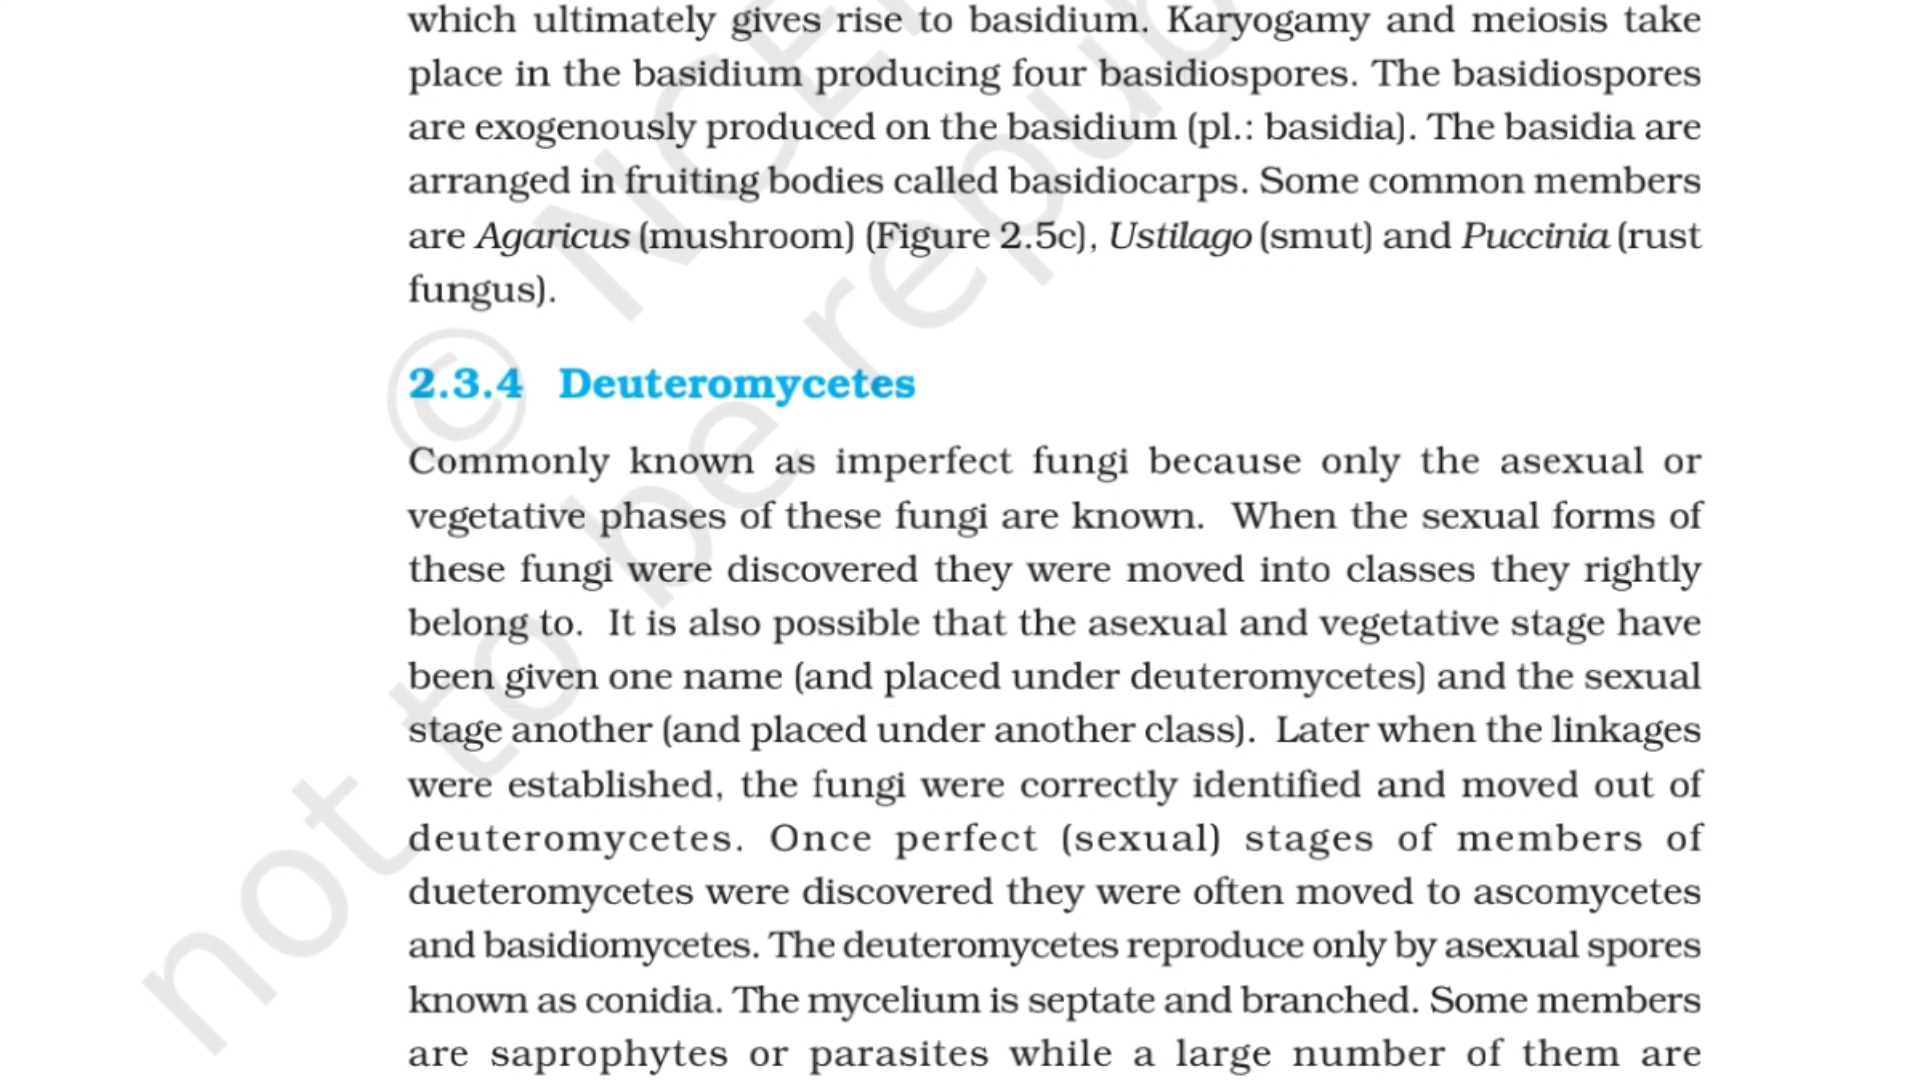 which ultimately gives rise to basidium. Karyogamy and meiosis take
place in the basidium producing four basidiospores. The basidiospores
are exogenously produced on the basidium (pl.: basidia). The basidia are
arranged in fruiting bodies called basidiocarps. Some common members
are Agaricus (mushroom) (Figure 2.5c), Ustilago (smut) and Puccinia (rust
fungus).
2.3.4 Deuteromycetes
Commonly known as imperfect fungi because only the asexual or
vegetative phases of these fungi are known. When the sexual forms of
these fungi were discovered they were moved into classes they rightly
belong to. It is also possible that the asexual and vegetative stage have
been given one name (and placed under deuteromycetes) and the sexual
stage another (and placed under another class). Later when the linkages
were established, the fungi were correctly identified and moved out of
deuteromycetes. Once perfect (sexual) stages of members of
dueteromycetes were discovered they were often moved to ascomycetes
and basidiomycetes. The deuteromycetes reproduce only by asexual spores
known as conidia. The mycelium is septate and branched. Some members
are saprophytes or parasites while a large number of them are
© NCE
not to be repub